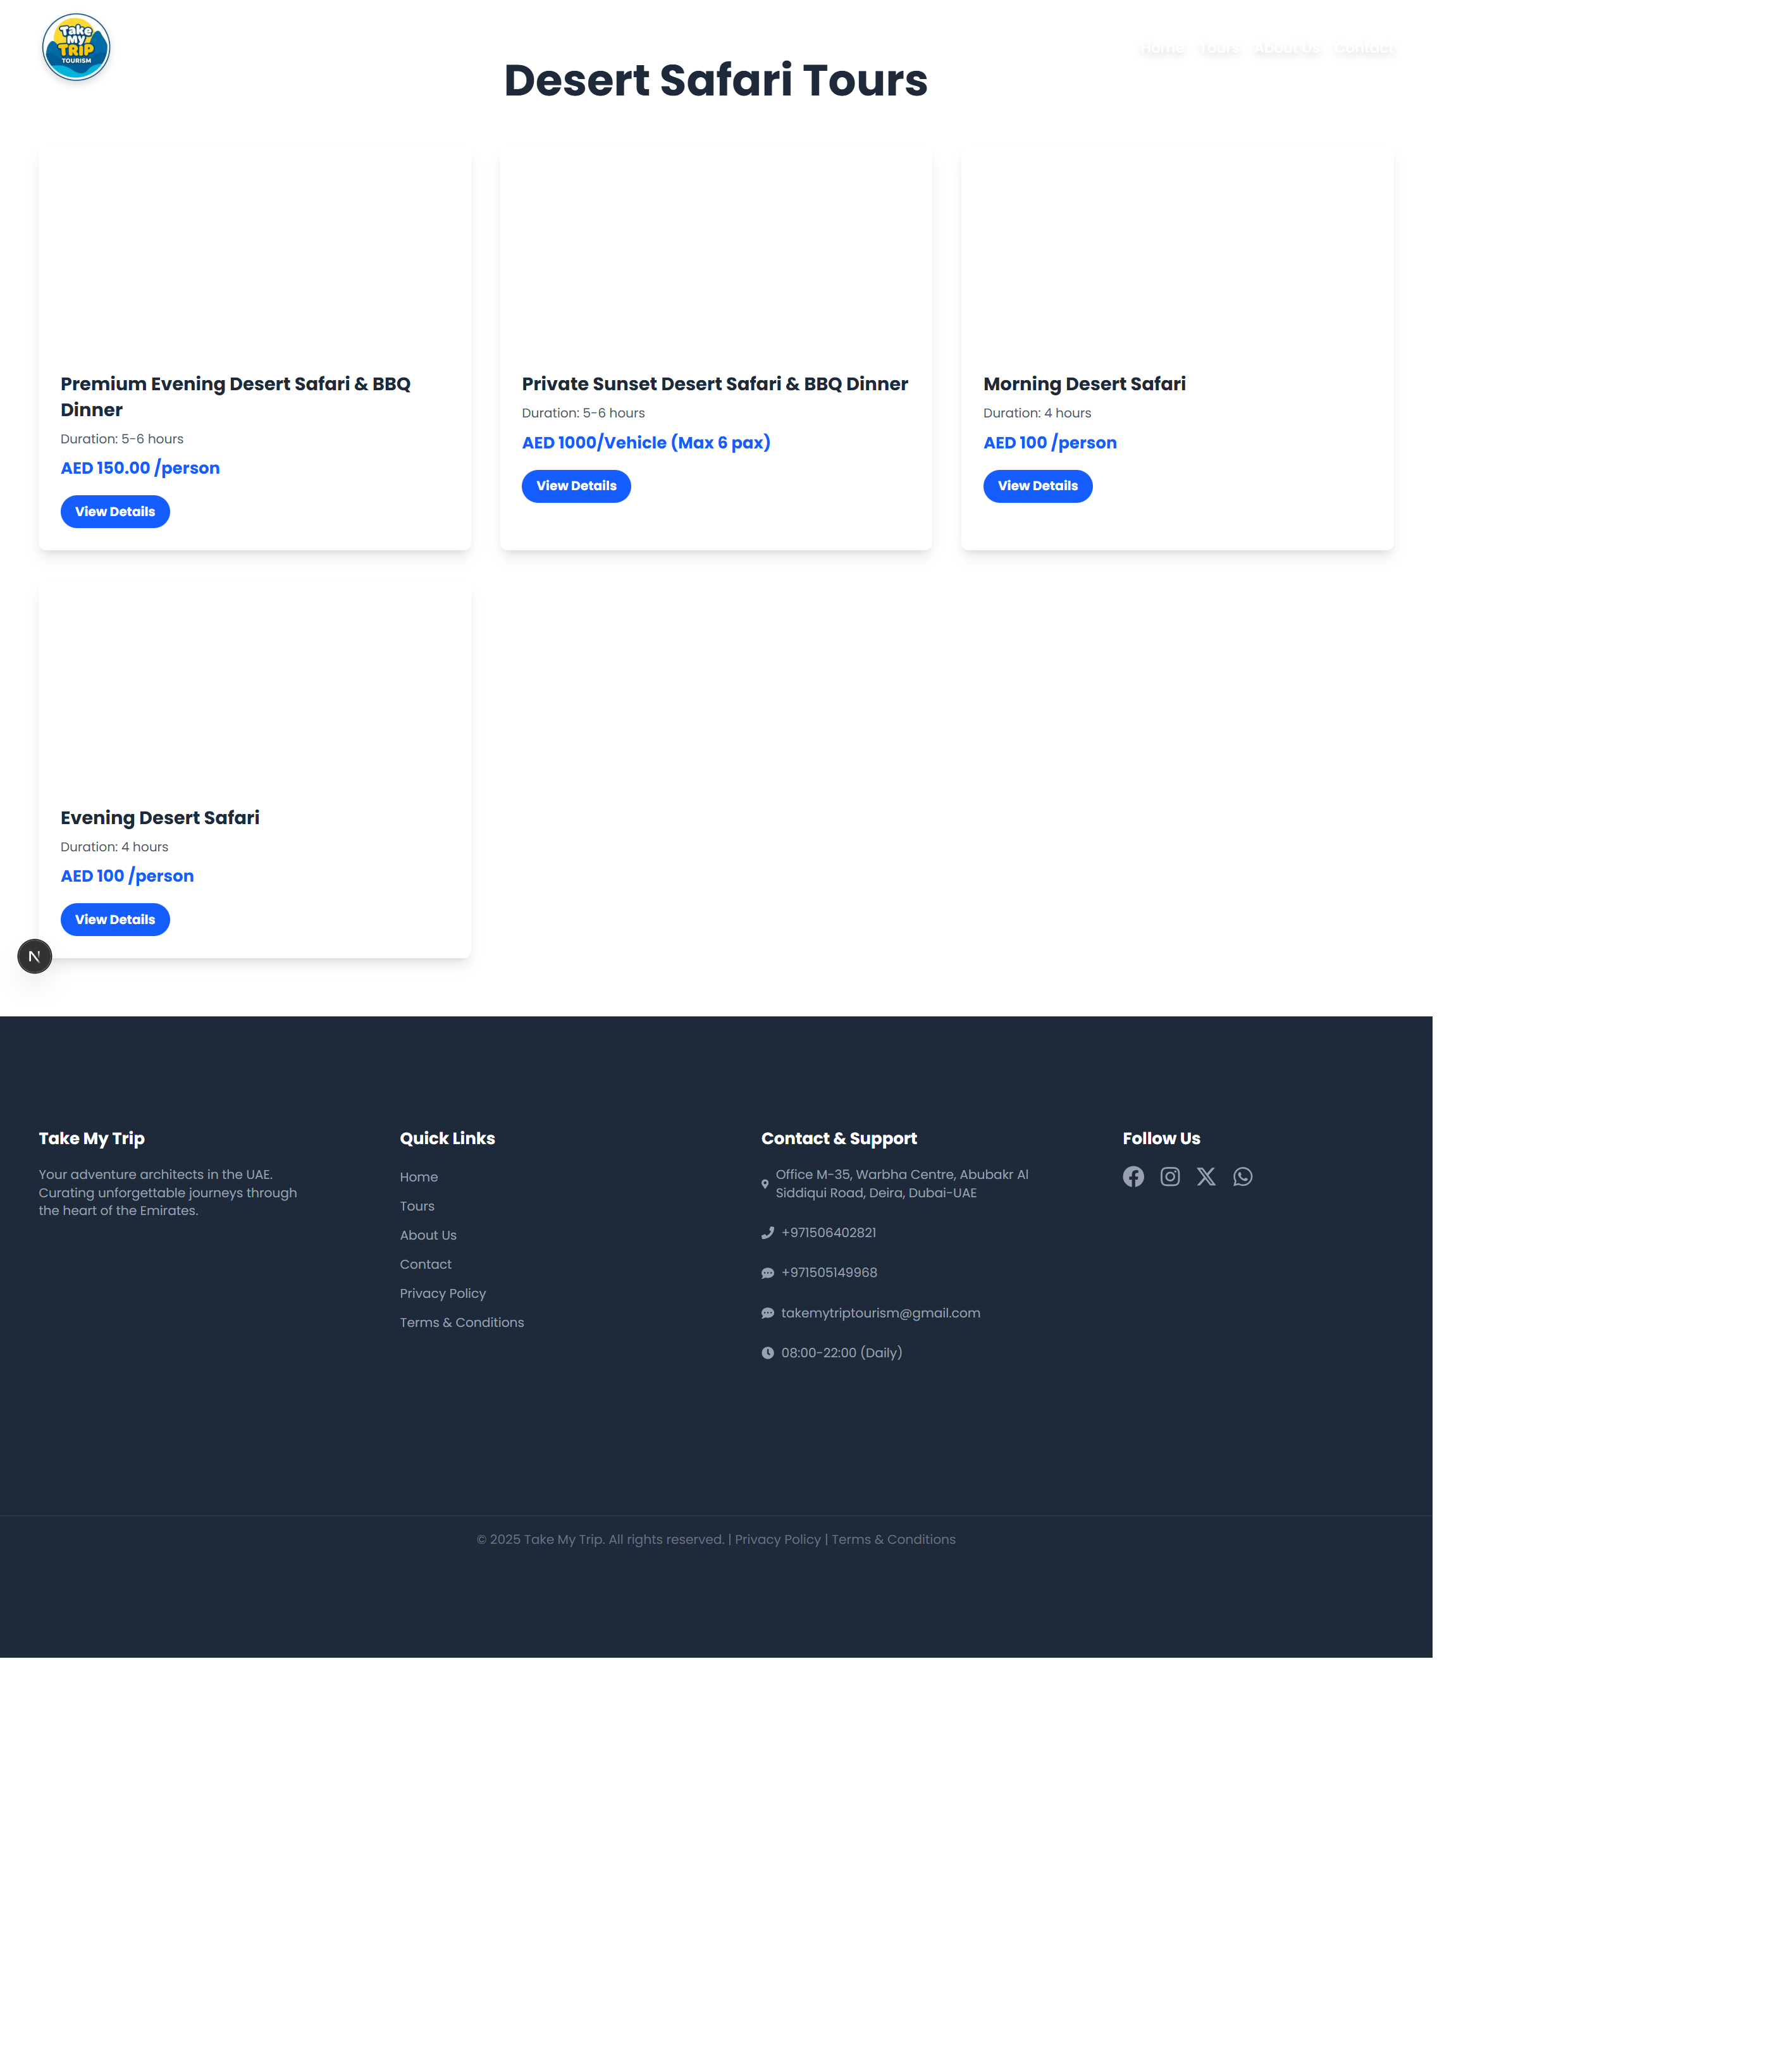 Take
My
TRIP
TOURISM
Home Tours About Us Contact
Desert Safari Tours
Premium Evening Desert Safari & BBQ
Dinner
Duration: 5-6 hours
AED 150.00 /person
View Details
Private Sunset Desert Safari & BBQ Dinner
Duration: 5-6 hours
AED 1000/Vehicle (Max 6 pax)
View Details
Morning Desert Safari
Duration: 4 hours
AED 100 /person
View Details
Evening Desert Safari
Duration: 4 hours
AED 100 /person
View Details
N
Take My Trip
Your adventure architects in the UAE.
Curating unforgettable journeys through
the heart of the Emirates.
Quick Links
Home
Tours
About Us
Contact
Privacy Policy
Terms & Conditions
Contact & Support
Office M-35, Warbha Centre, Abubakr Al
Siddiqui Road, Deira, Dubai-UAE
+971506402821
+971505149968
takemytriptourism@gmail.com
08:00-22:00 (Daily)
Follow Us
© 2025 Take My Trip. All rights reserved. | Privacy Policy | Terms & Conditions